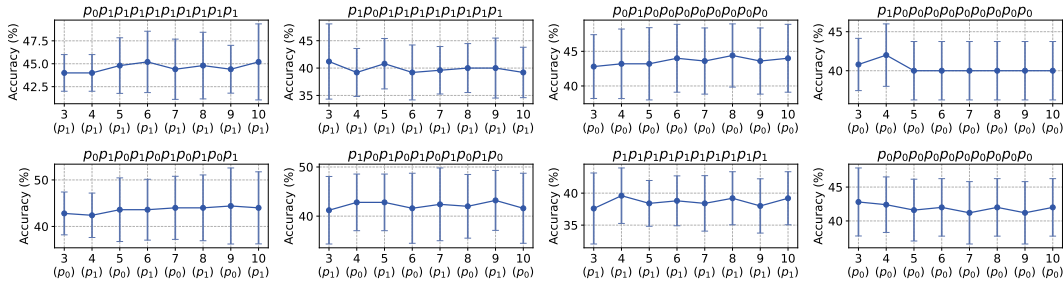 p₀p₁p₁p₁p₁p₁p₁p₁p₁p₁
Accuracy (%)
47.5
45.0
42.5
3 4 5 6 7 8 9 10
(p₁) (p₁) (p₁) (p₁) (p₁) (p₁) (p₁) (p₁)
p₁p₀p₁p₁p₁p₁p₁p₁p₁p₁
Accuracy (%)
45
40
35
3 4 5 6 7 8 9 10
(p₁) (p₁) (p₁) (p₁) (p₁) (p₁) (p₁) (p₁)
p₀p₁p₀p₀p₀p₀p₀p₀p₀p₀
Accuracy (%)
45
40
3 4 5 6 7 8 9 10
(p₀) (p₀) (p₀) (p₀) (p₀) (p₀) (p₀) (p₀)
p₁p₀p₀p₀p₀p₀p₀p₀p₀p₀
Accuracy (%)
45
40
3 4 5 6 7 8 9 10
(p₀) (p₀) (p₀) (p₀) (p₀) (p₀) (p₀) (p₀)
p₀p₁p₀p₁p₀p₁p₀p₁p₀p₁
Accuracy (%)
50
40
3 4 5 6 7 8 9 10
(p₀) (p₁) (p₀) (p₁) (p₀) (p₁) (p₀) (p₁)
p₁p₀p₁p₀p₁p₀p₁p₀p₁p₀
Accuracy (%)
50
40
3 4 5 6 7 8 9 10
(p₁) (p₀) (p₁) (p₀) (p₁) (p₀) (p₁) (p₀)
p₁p₁p₁p₁p₁p₁p₁p₁p₁p₁
Accuracy (%)
40
35
3 4 5 6 7 8 9 10
(p₁) (p₁) (p₁) (p₁) (p₁) (p₁) (p₁) (p₁)
p₀p₀p₀p₀p₀p₀p₀p₀p₀p₀
Accuracy (%)
45
40
3 4 5 6 7 8 9 10
(p₀) (p₀) (p₀) (p₀) (p₀) (p₀) (p₀) (p₀)